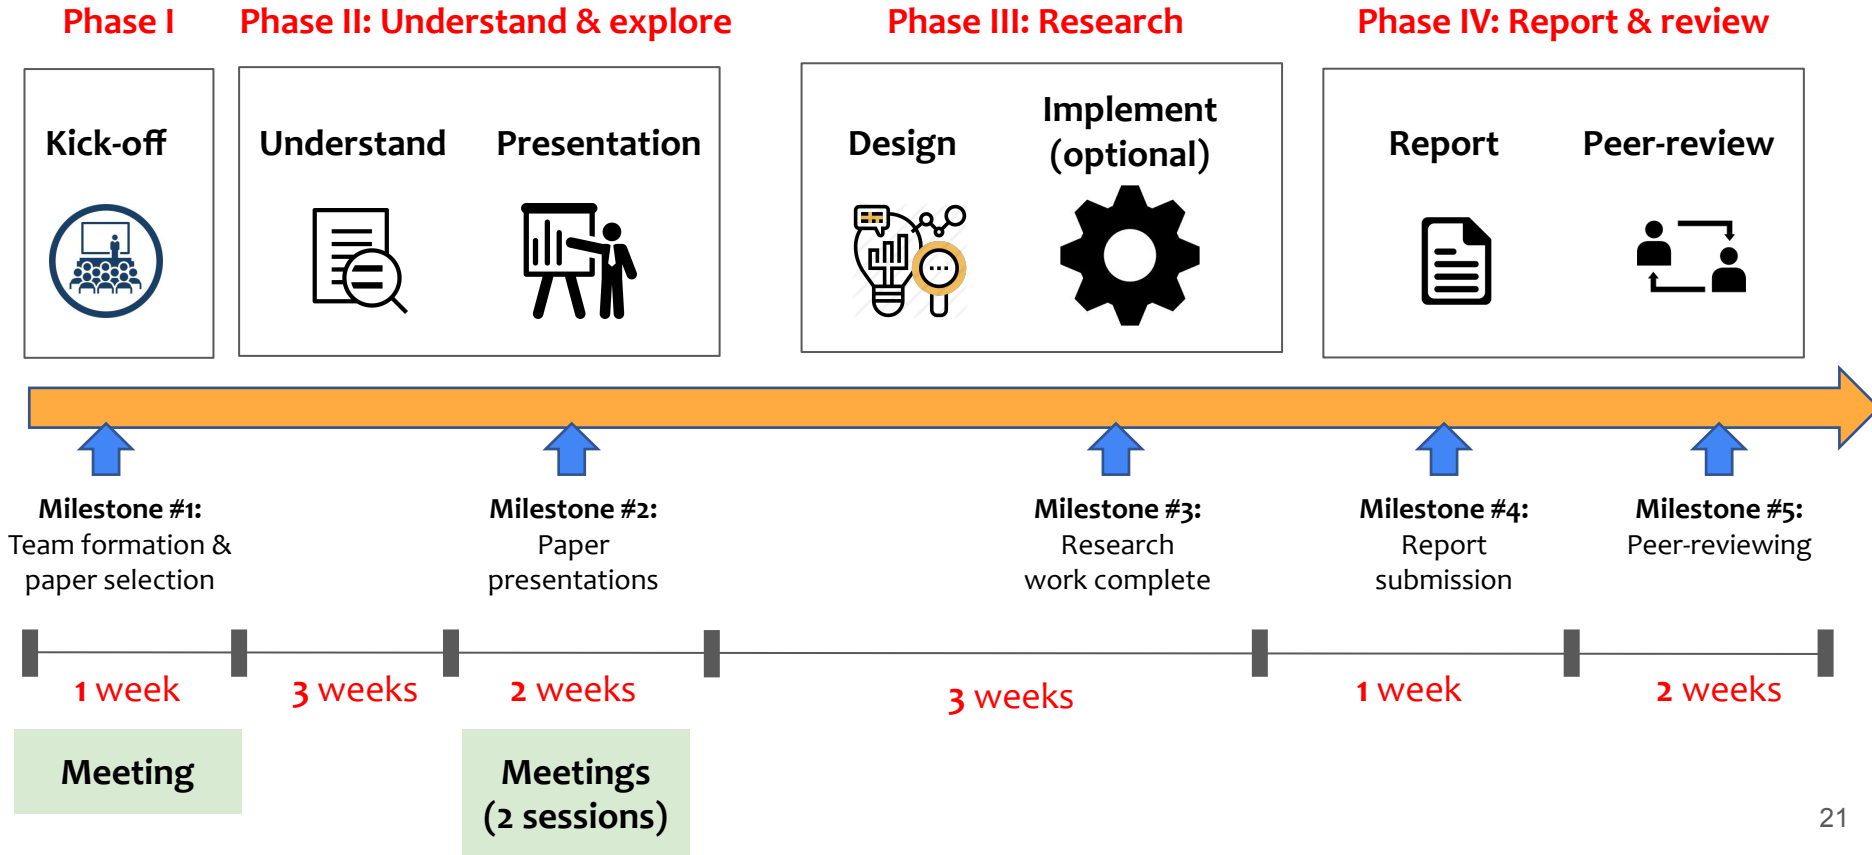 Phase I
Phase II: Understand & explore
Phase III: Research
Phase IV: Report & review
Kick-off
Understand
Presentation
Design
Implement
(optional)
Report
Peer-review
Milestone #1:
Team formation &
paper selection
Milestone #2:
Paper
presentations
Milestone #3:
Research
work complete
Milestone #4:
Report
submission
Milestone #5:
Peer-reviewing
1 week
3 weeks
2 weeks
3 weeks
1 week
2 weeks
Meeting
Meetings
(2 sessions)
21